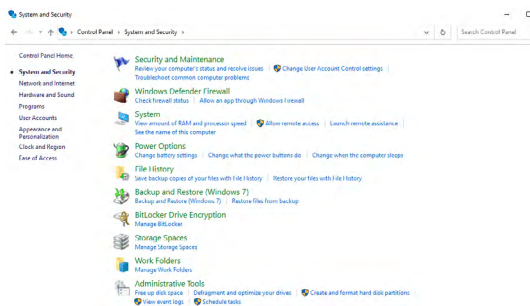 System and Security
Control Panel > System and Security >
Search Control Panel
Control Panel Home
System and Security
Network and Internet
Hardware and Sound
Programs
User Accounts
Appearance and
Personalization
Clock and Region
Ease of Access
Security and Maintenance
Review your computer's status and resolve issues | Change User Account Control settings |
Troubleshoot common computer problems
Windows Defender Firewall
Check firewall status | Allow an app through Windows Firewall
System
View amount of RAM and processor speed | Allow remote access | Launch remote assistance |
See the name of this computer
Power Options
Change battery settings | Change what the power buttons do | Change when the computer sleeps
File History
Save backup copies of your files with File History | Restore your files with File History
Backup and Restore (Windows 7)
Backup and Restore (Windows 7) | Restore files from backup
BitLocker Drive Encryption
Manage BitLocker
Storage Spaces
Manage Storage Spaces
Work Folders
Manage Work Folders
Administrative Tools
Free up disk space | Defragment and optimize your drives | Create and format hard disk partitions
View event logs | Schedule tasks